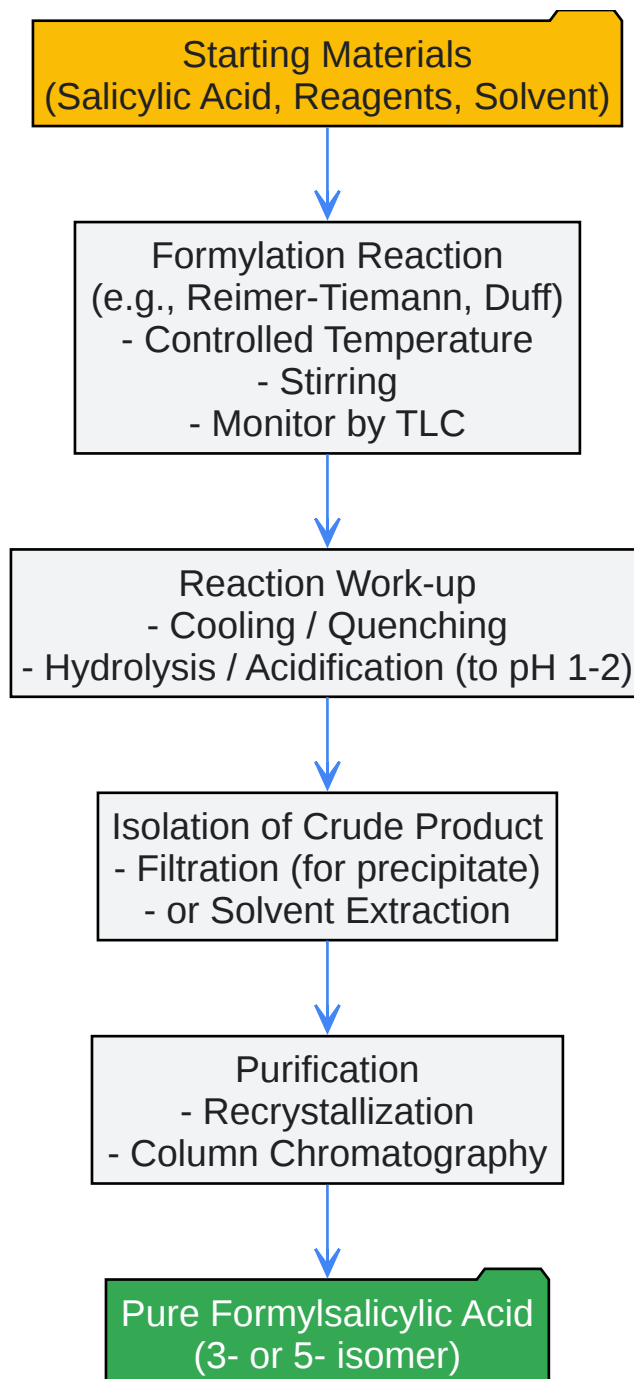 Starting Materials
(Salicylic Acid, Reagents, Solvent)
Formylation Reaction
(e.g., Reimer-Tiemann, Duff)
- Controlled Temperature
- Stirring
- Monitor by TLC
Reaction Work-up
- Cooling / Quenching
- Hydrolysis / Acidification (to pH 1-2)
Isolation of Crude Product
- Filtration (for precipitate)
- or Solvent Extraction
Purification
- Recrystallization
- Column Chromatography
Pure Formylsalicylic Acid
(3- or 5- isomer)